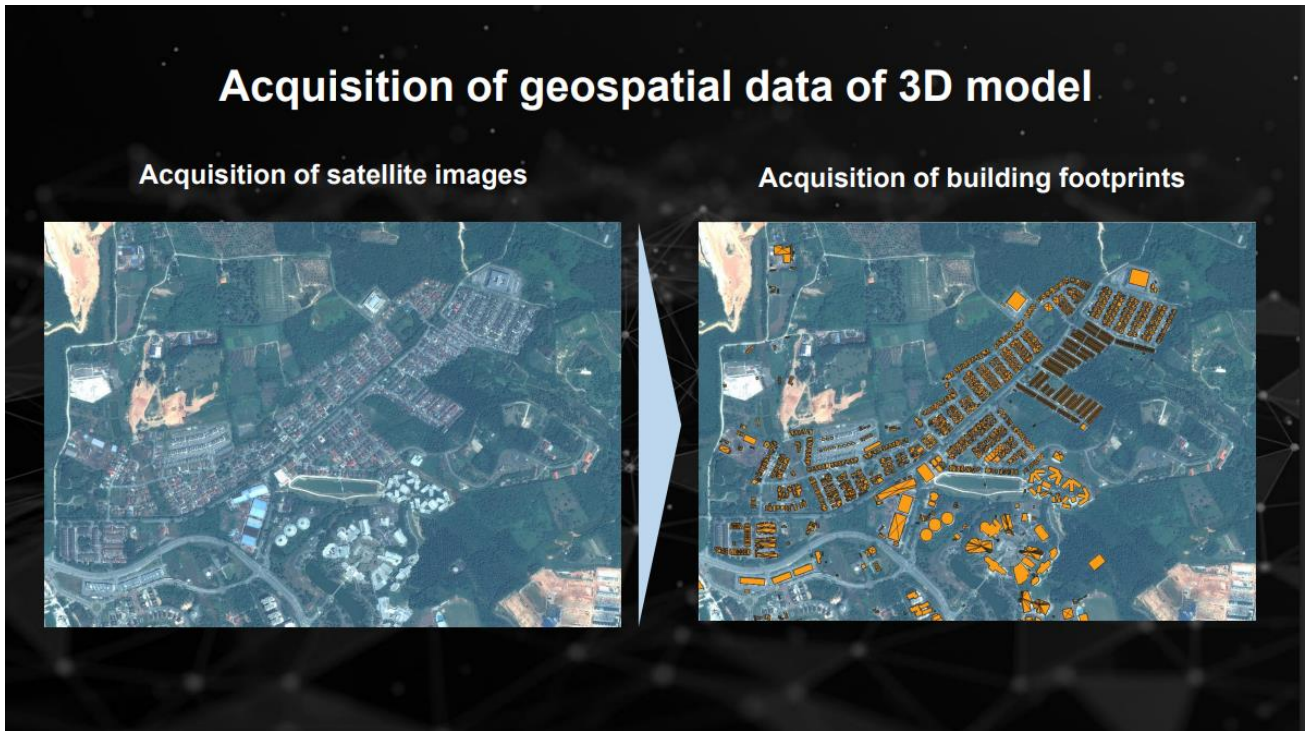 Acquisition of geospatial data of 3D model
Acquisition of satellite images
Acquisition of building footprints